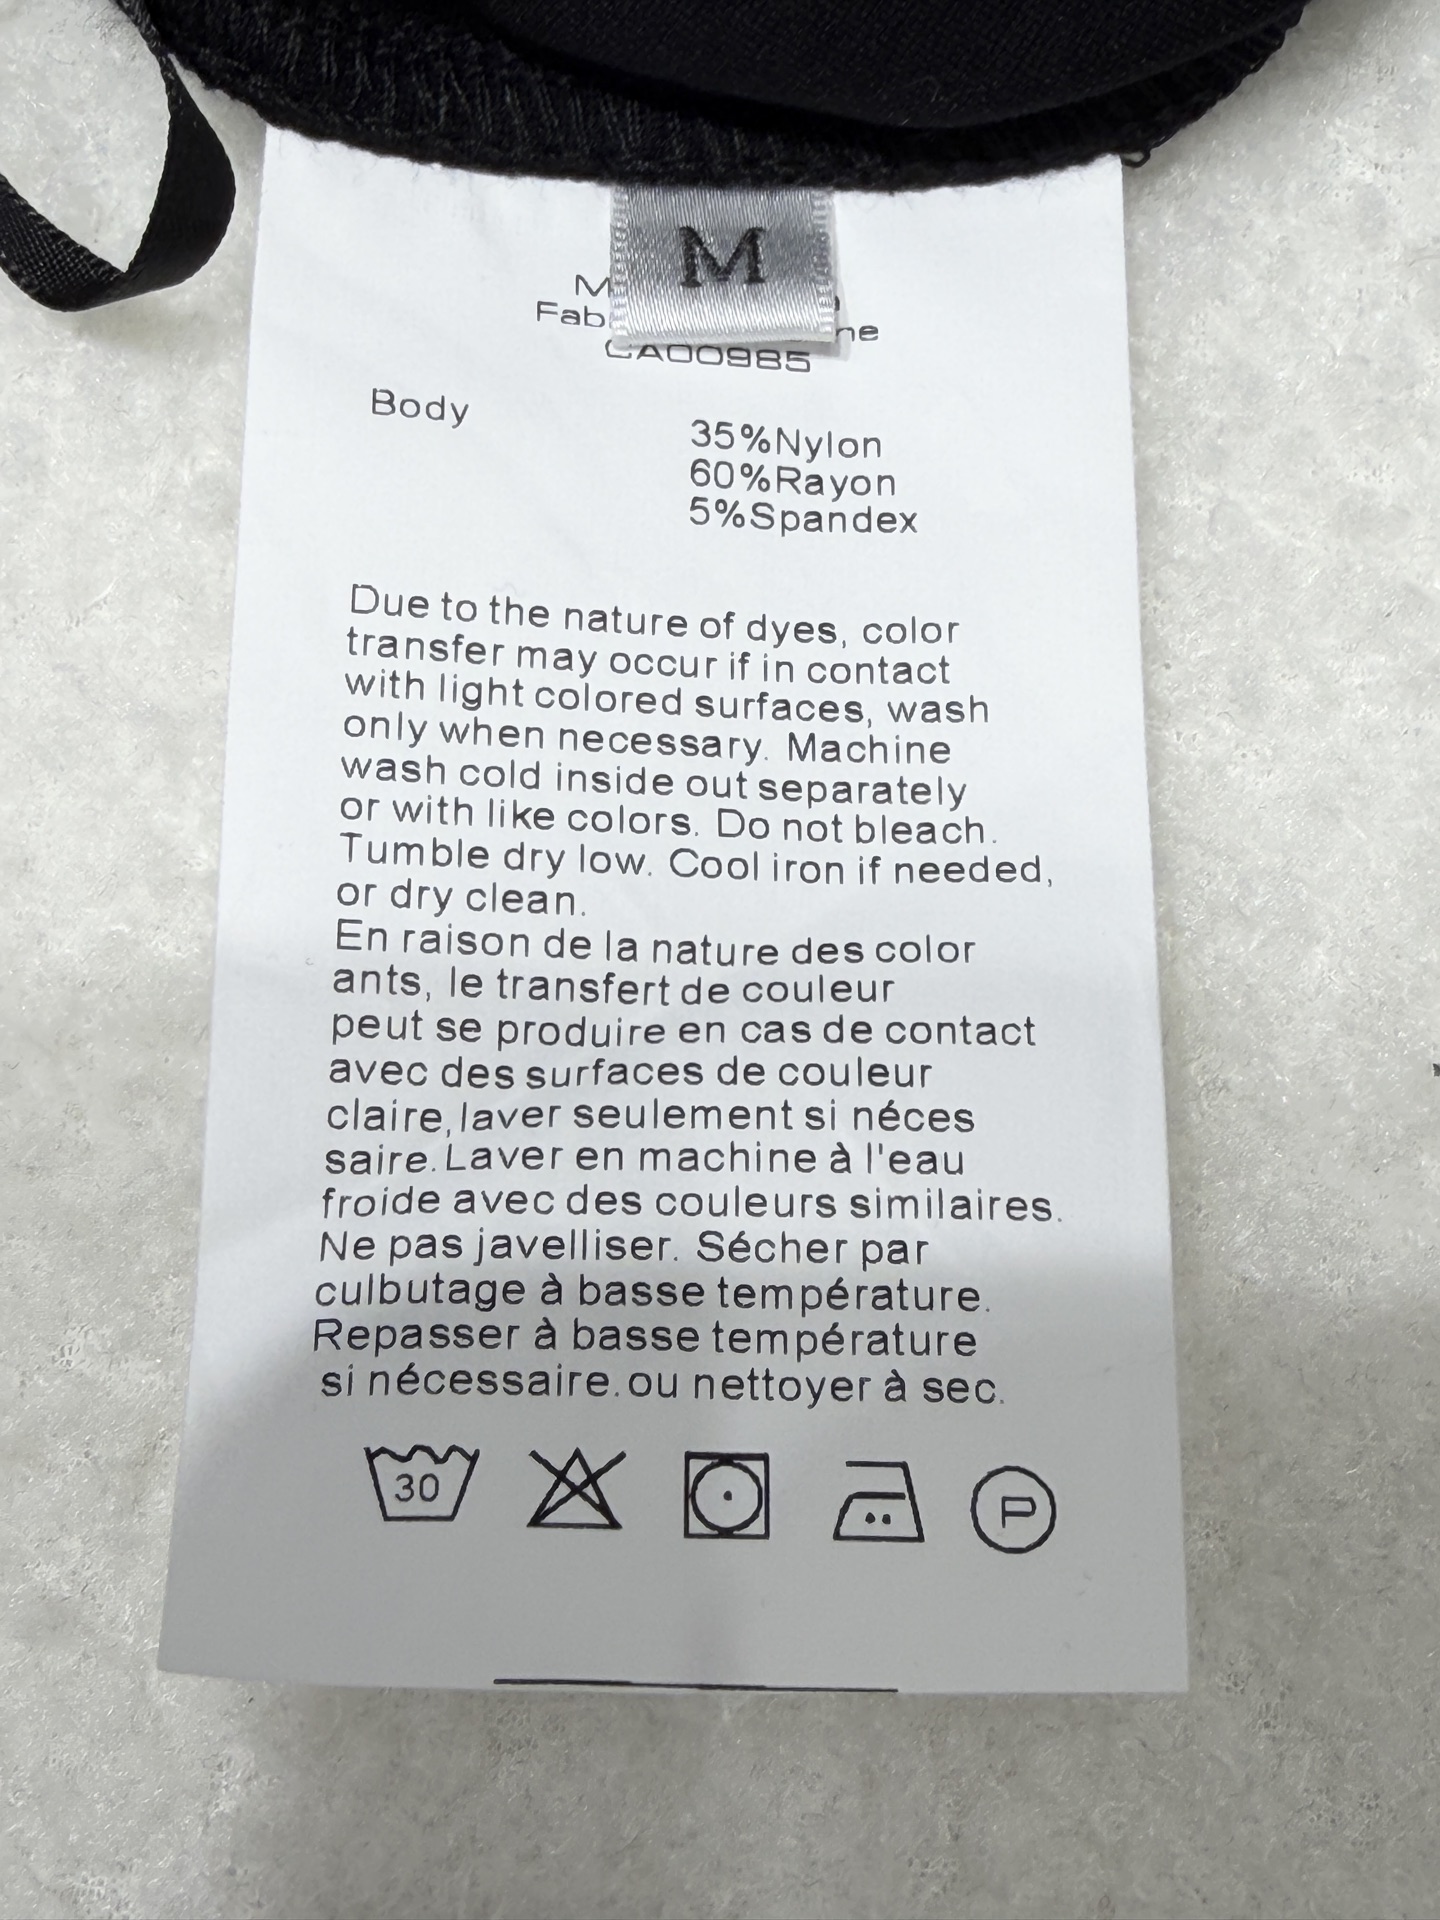 M
CA00985
Body
35%Nylon
60%Rayon
5%Spandex
Due to the nature of dyes, color
transfer may occur if in contact
with light colored surfaces, wash
only when necessary. Machine
wash cold inside out separately
or with like colors. Do not bleach.
Tumble dry low. Cool iron if needed,
or dry clean.
En raison de la nature des color
ants, le transfert de couleur
peut se produire en cas de contact
avec des surfaces de couleur
claire,laver seulement si néces
saire.Laver en machine à l'eau
froide avec des couleurs similaires.
Ne pas javelliser. Sécher par
culbutage à basse température.
Repasser à basse température
si nécessaire.ou nettoyer à sec.
30 P